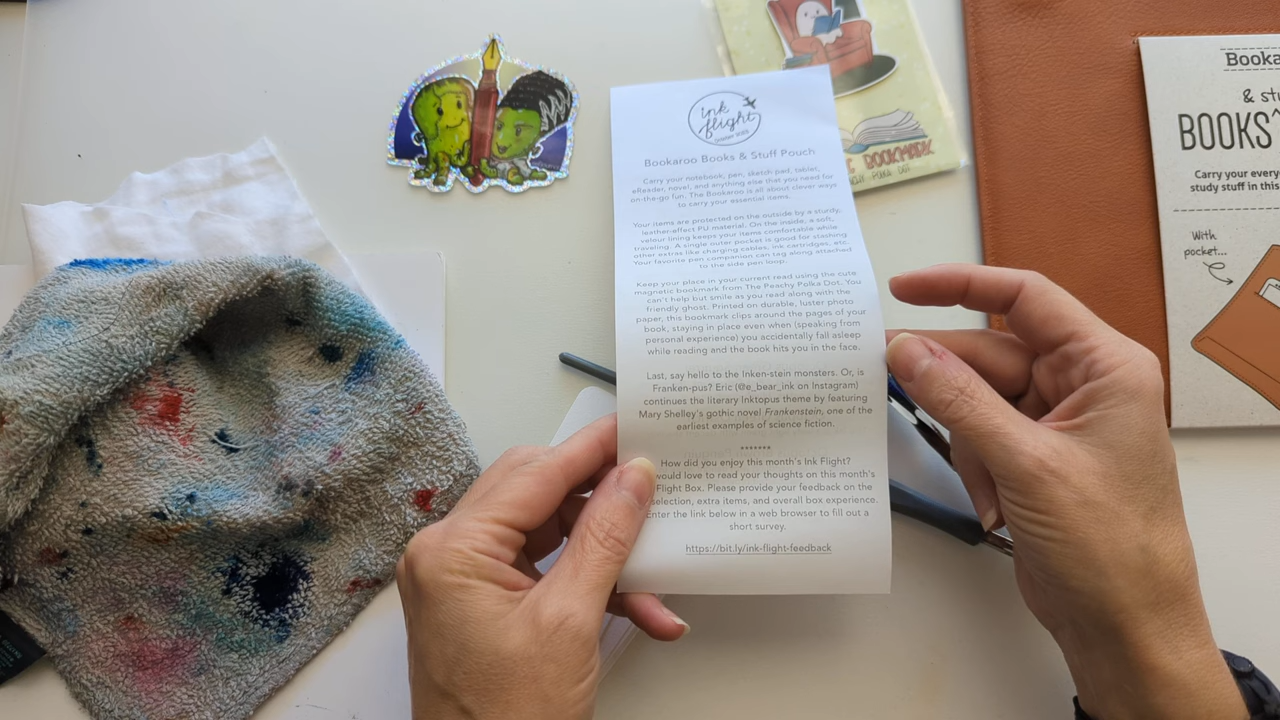 ink
flight
Bookaroo Books & Stuff Pouch
Carry your notebook, pen, sketch pad, tablet,
eReader, novel, and anything else that you need for
on-the-go fun. The Bookaroo is all about clever ways
to carry your essential items.
Your items are protected on the outside by a sturdy,
leather-effect PU material. On the inside, a soft,
velour lining keeps your items comfortable while
traveling. A single outer pocket is good for stashing
other extras like charging cables, ink cartridges, etc.
Your favorite pen companion can tag along attached
to the side pen loop.
Keep your place in your current read using the cute
magnetic bookmark from The Peachy Polka Dot. You
can't help but smile as you read along with the
friendly ghost. Printed on durable, luster photo
paper, this bookmark clips around the pages of your
book, staying in place even when (speaking from
personal experience) you accidentally fall asleep
while reading and the book hits you in the face.
Last, say hello to the Inken-stein monsters. Or, is
Franken-pus? Eric (@e_bear_ink on Instagram)
continues the literary Inktopus theme by featuring
Mary Shelley's gothic novel Frankenstein, one of the
earliest examples of science fiction.
*******
How did you enjoy this month's Ink Flight?
would love to read your thoughts on this month's
Flight Box. Please provide your feedback on the
selection, extra items, and overall box experience.
Enter the link below in a web browser to fill out a
short survey.
https://bit.ly/ink-flight-feedback
BOOKMARK
POLKA DOT
Booka
& stu
BOOKS
Carry your every
study stuff in this
With
pocket...